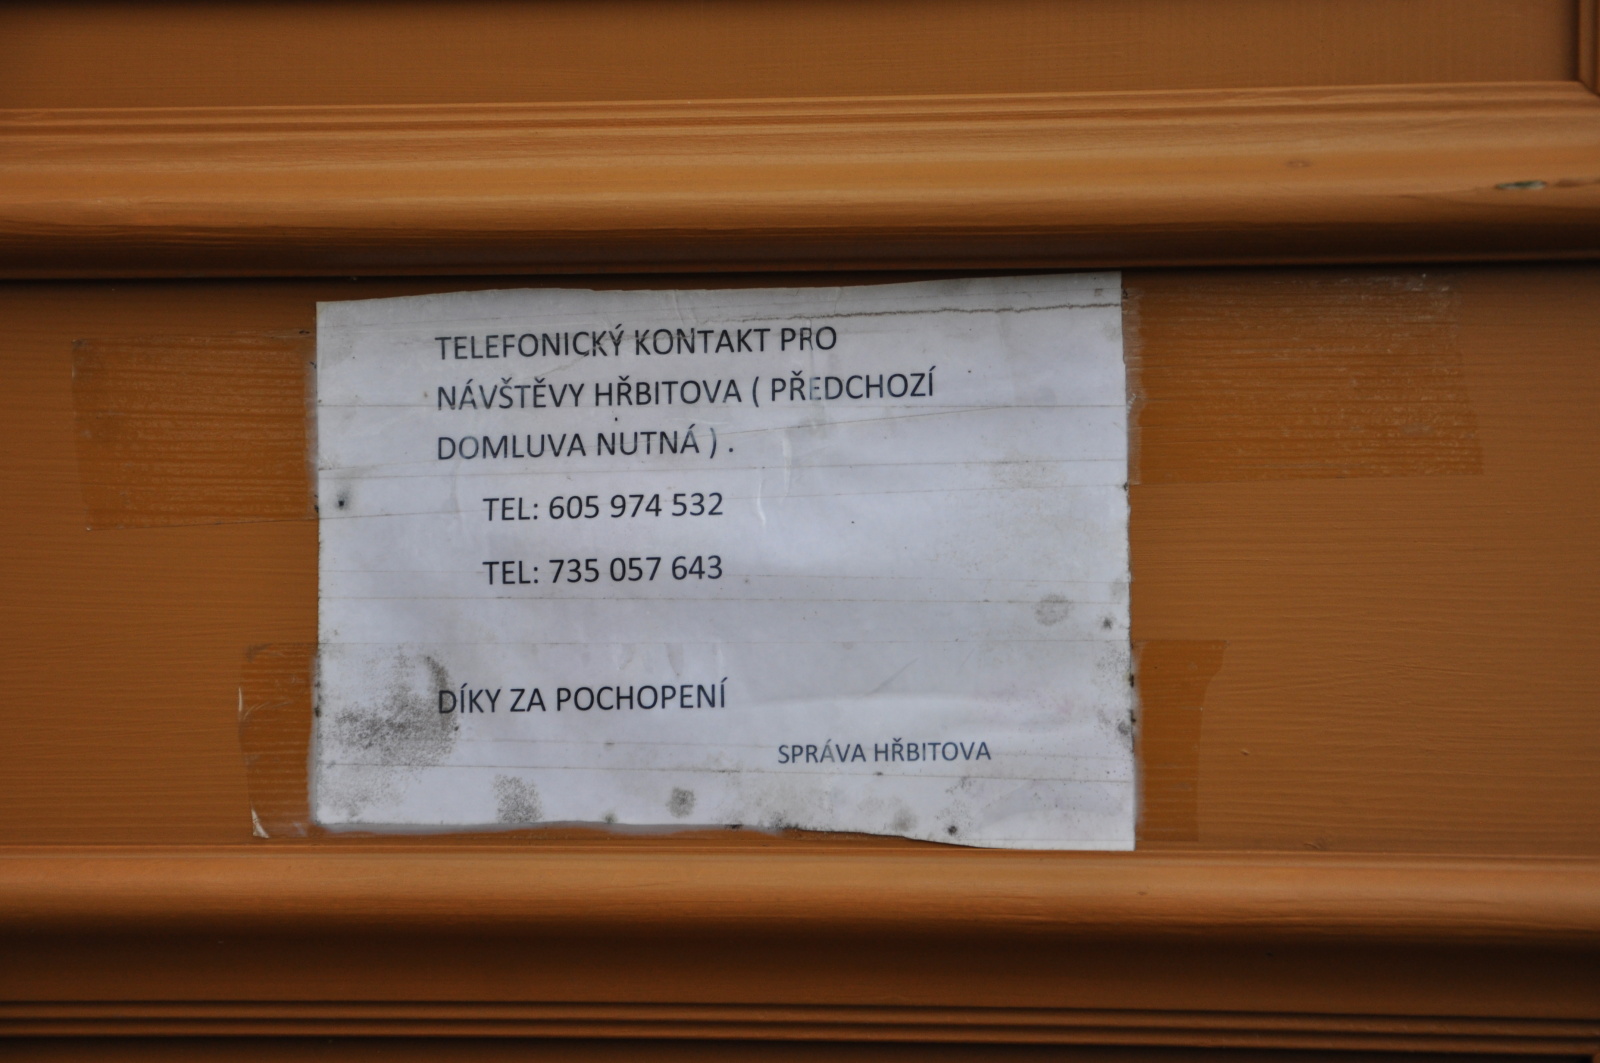 TELEFONICKÝ KONTAKT PRO
NÁVŠTĚVY HŘBITOVA ( PŘEDCHOZÍ
DOMLUVA NUTNÁ ) .
TEL: 605 974 532
TEL: 735 057 643
DÍKY ZA POCHOPENÍ
SPRÁVA HŘBITOVA